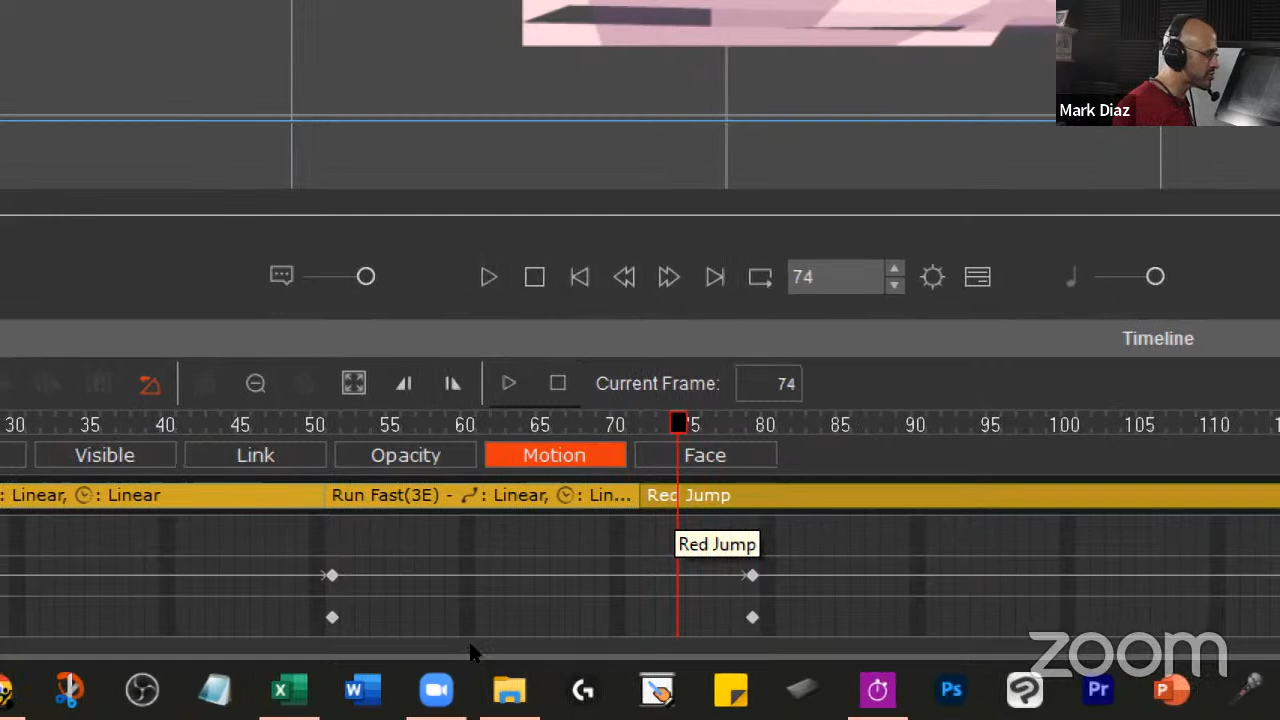 Mark Diaz
74
Timeline
Current Frame: 74
30 35 40 45 50 55 60 65 70 75 80 85 90 95 100 105 110
Visible Link Opacity Motion Face
: Linear, : Linear Run Fast(3E) - : Linear, : Lin... Red Jump
Red Jump
zoom
X W G Ps Pr P